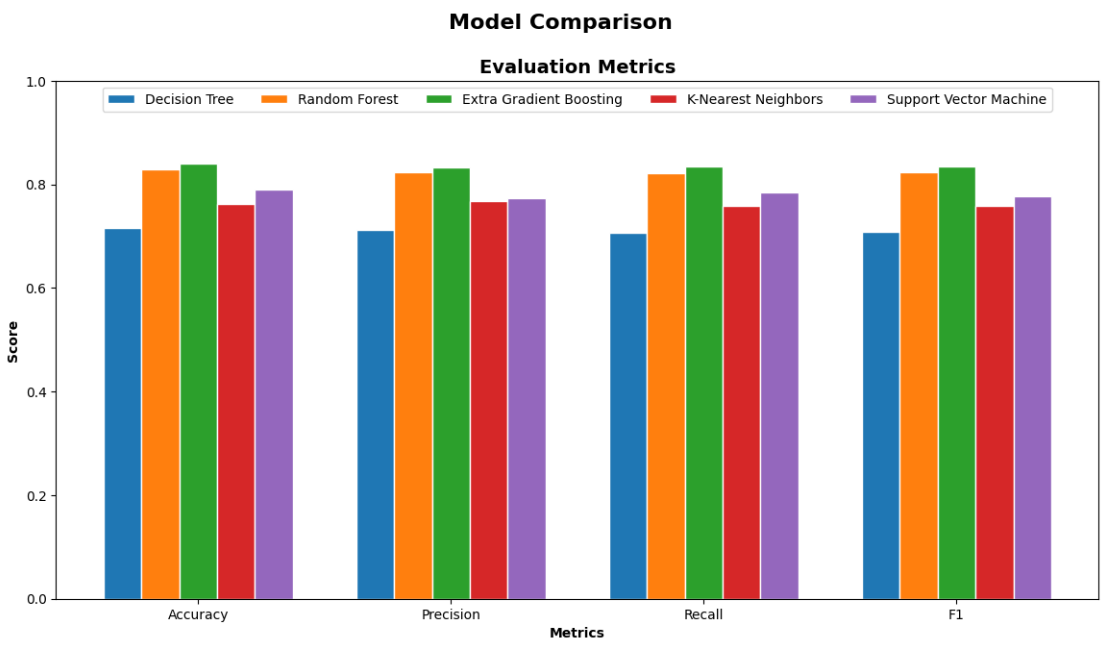 Model Comparison
Evaluation Metrics
Decision Tree Random Forest Extra Gradient Boosting K-Nearest Neighbors Support Vector Machine
1.0
0.8
0.6
0.4
0.2
0.0
Score
Accuracy Precision Recall F1
Metrics